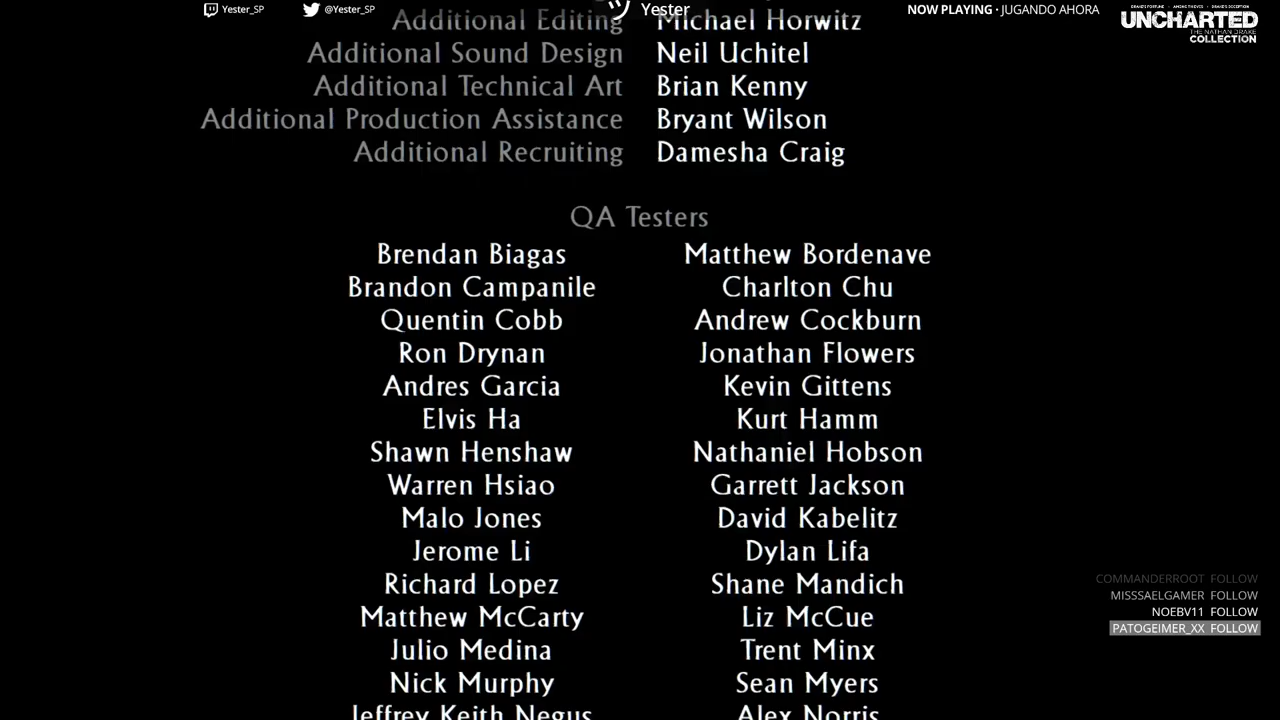 Yester_SP
@Yester_SP
Yester
NOW PLAYING · JUGANDO AHORA
UNCHARTED
THE NATHAN DRAKE
COLLECTION
Additional Editing Michael Horwitz
Additional Sound Design Neil Uchitel
Additional Technical Art Brian Kenny
Additional Production Assistance Bryant Wilson
Additional Recruiting Damesha Craig
QA Testers
Brendan Biagas Matthew Bordenave
Brandon Campanile Charlton Chu
Quentin Cobb Andrew Cockburn
Ron Drynan Jonathan Flowers
Andres Garcia Kevin Gittens
Elvis Ha Kurt Hamm
Shawn Henshaw Nathaniel Hobson
Warren Hsiao Garrett Jackson
Malo Jones David Kabelitz
Jerome Li Dylan Lifa
Richard Lopez Shane Mandich
Matthew McCarty Liz McCue
Julio Medina Trent Minx
Nick Murphy Sean Myers
Jeffrey Keith Negus Alex Norris
COMMANDERROOT FOLLOW
MISSSAELGAMER FOLLOW
NOEBV11 FOLLOW
PATOGEIMER_XX FOLLOW